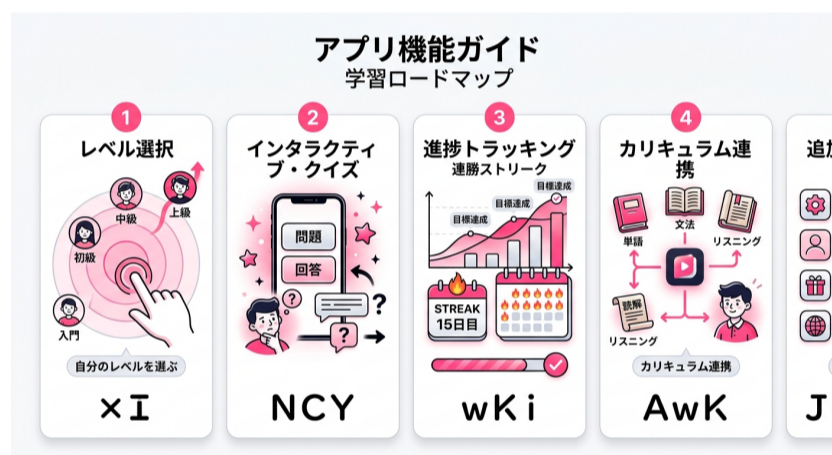 アプリ機能ガイド
学習ロードマップ
1
レベル選択
上級
中級
初級
入門
自分のレベルを選ぶ
×I
2
インタラクティ
ブ・クイズ
問題
回答
?
?
?
NCY
3
進捗トラッキング
連勝ストリーク
目標達成
目標達成
目標達成
STREAK
15日目
wKi
4
カリキュラム連
携
単語
文法
リスニング
読解
リスニング
カリキュラム連携
AwK
追加
J